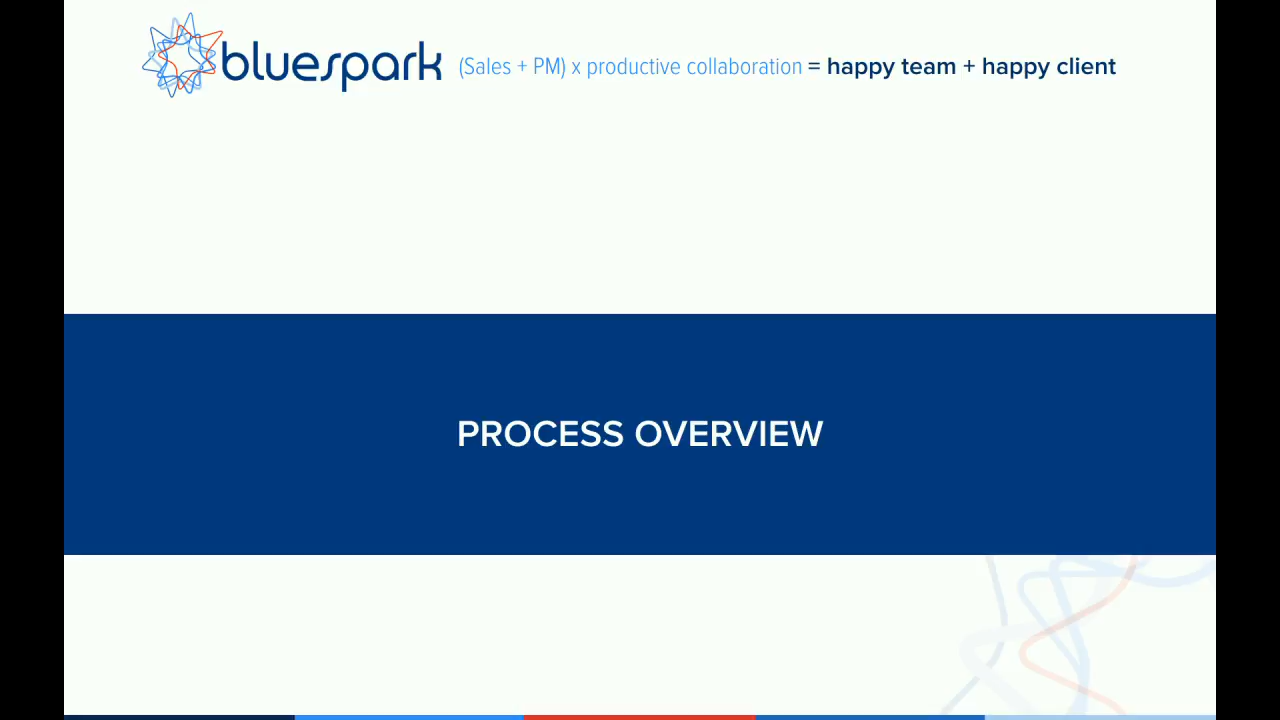 bluespark (Sales + PM) x productive collaboration = happy team + happy client
PROCESS OVERVIEW